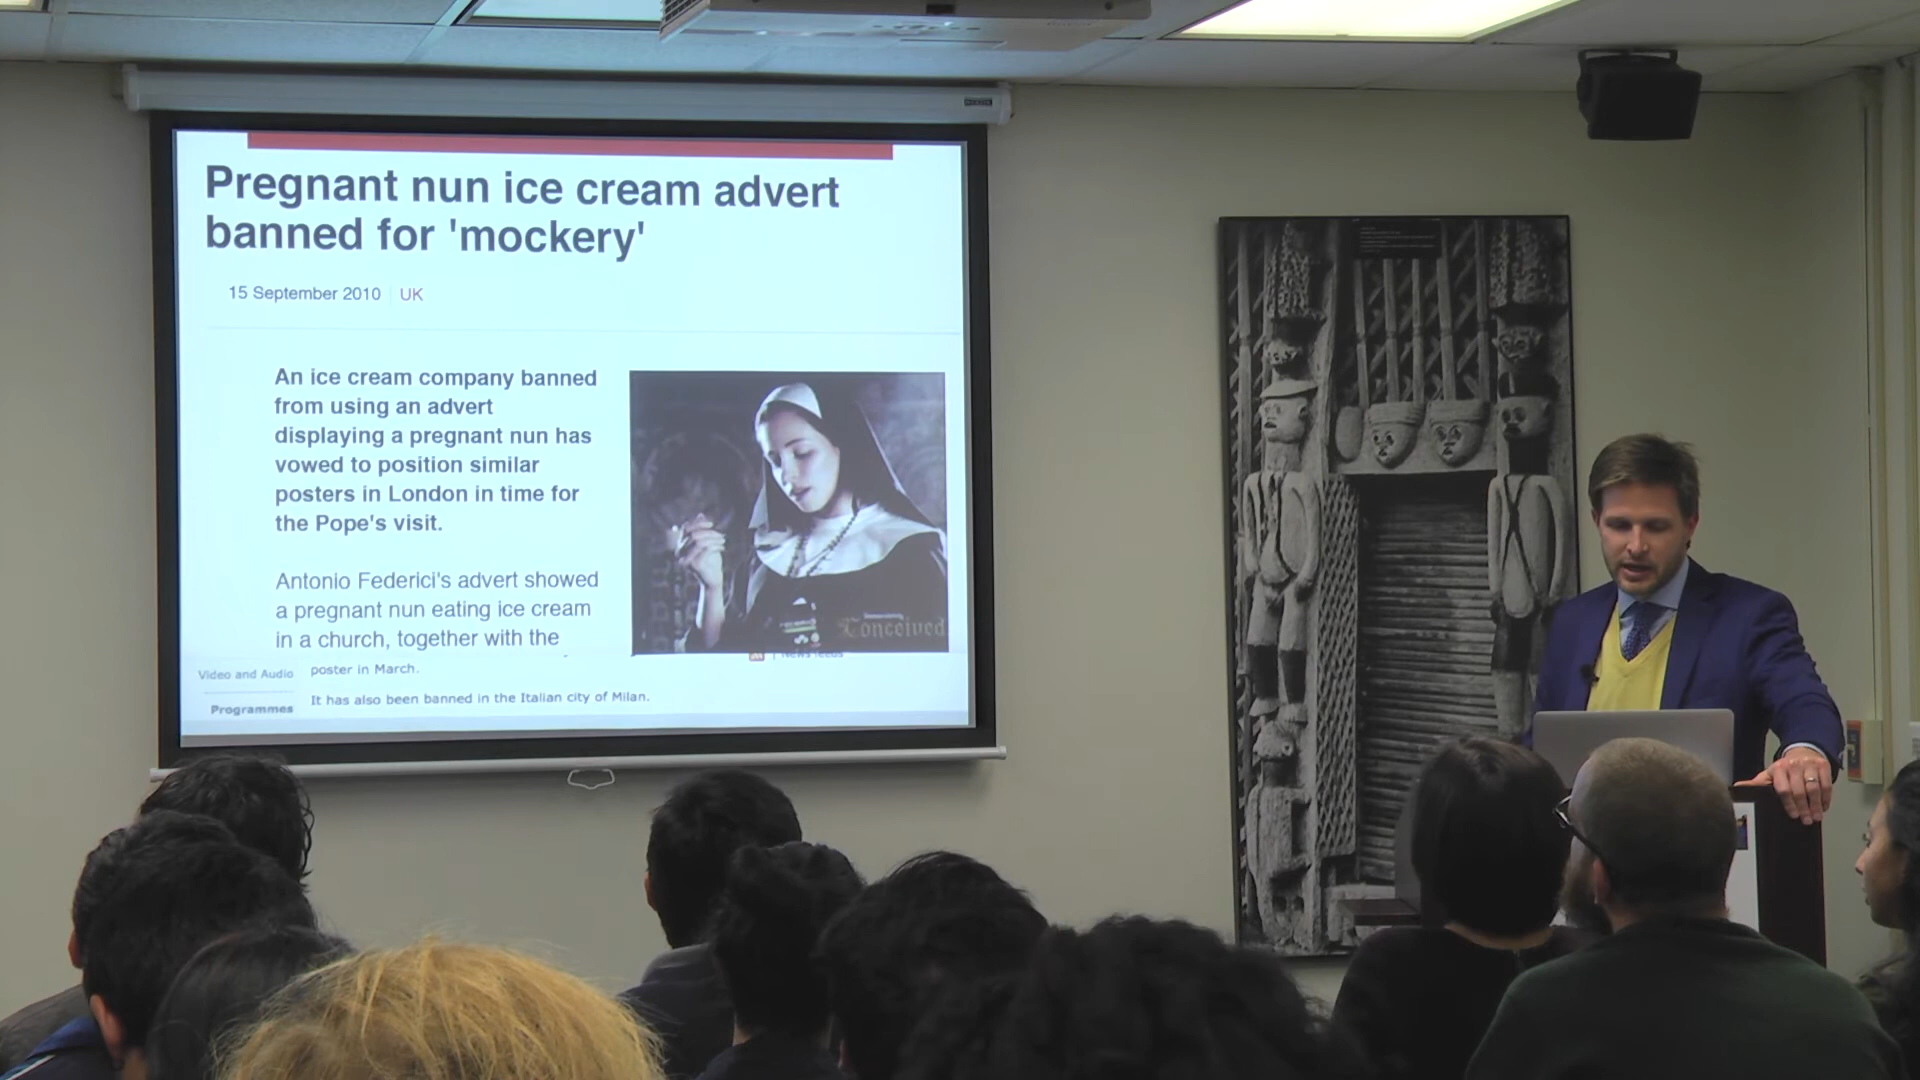 Pregnant nun ice cream advert
banned for 'mockery'
15 September 2010 UK
An ice cream company banned
from using an advert
displaying a pregnant nun has
vowed to position similar
posters in London in time for
the Pope's visit.
Antonio Federici's advert showed
a pregnant nun eating ice cream
in a church, together with the
Conceived
News feeds
Video and Audio
poster in March.
It has also been banned in the Italian city of Milan.
Programmes